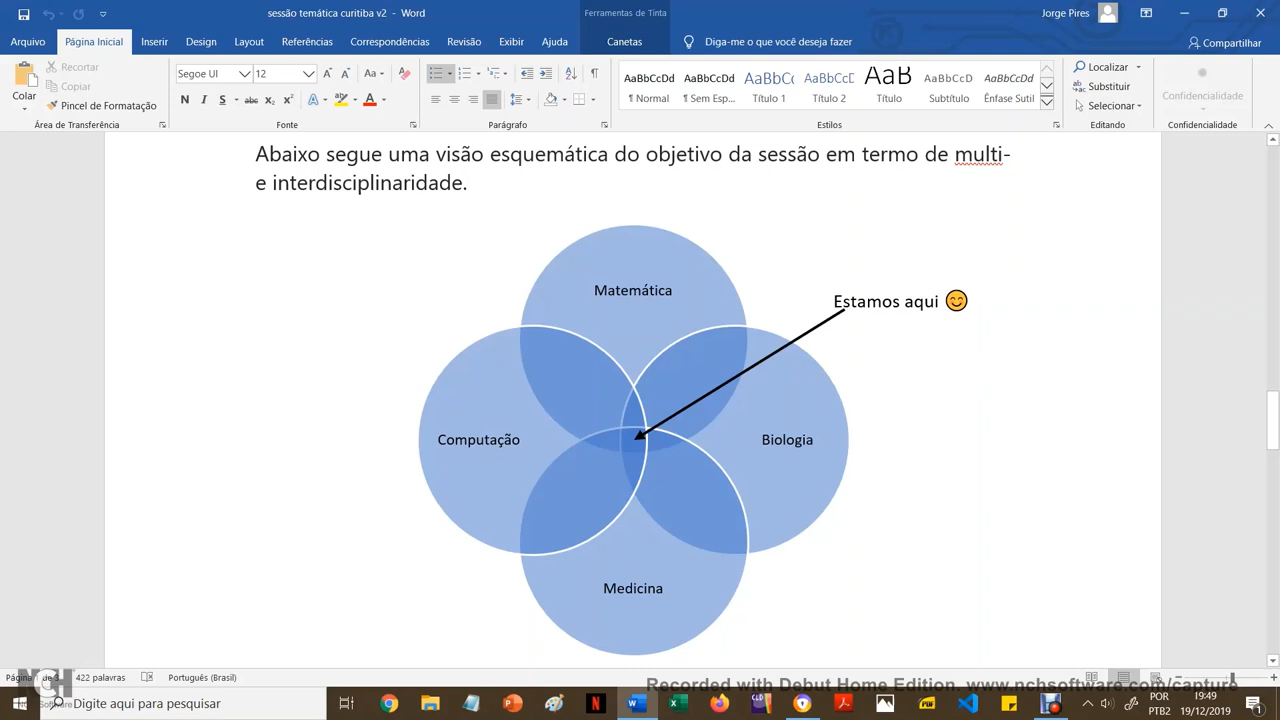 sessão temática curitiba v2 - Word
Ferramentas de Tinta
Jorge Pires
Arquivo Página Inicial Inserir Design Layout Referências Correspondências Revisão Exibir Ajuda Canetas Diga-me o que você deseja fazer Compartilhar
Colar
Recortar
Copiar
Pincel de Formatação
Área de Transferência
Segoe UI 12
Fonte
Parágrafo
AaBbCcDd AaBbCcDd AaBbCc AaBbCcD AaB AaBbCcD AaBbCcDd
¶ Normal ¶ Sem Esp... Título 1 Título 2 Título Subtítulo Ênfase Sutil
Estilos
Localizar
Substituir
Selecionar
Editando
Confidencialidade
Confidencialidade
Abaixo segue uma visão esquemática do objetivo da sessão em termo de multi-
e interdisciplinaridade.
Matemática
Estamos aqui 😊
Computação
Biologia
Medicina
422 palavras Português (Brasil)
NCH Software
Recorded with Debut Home Edition. www.nchsoftware.com/capture
Digite aqui para pesquisar
POR
PTB2
19:49
19/12/2019